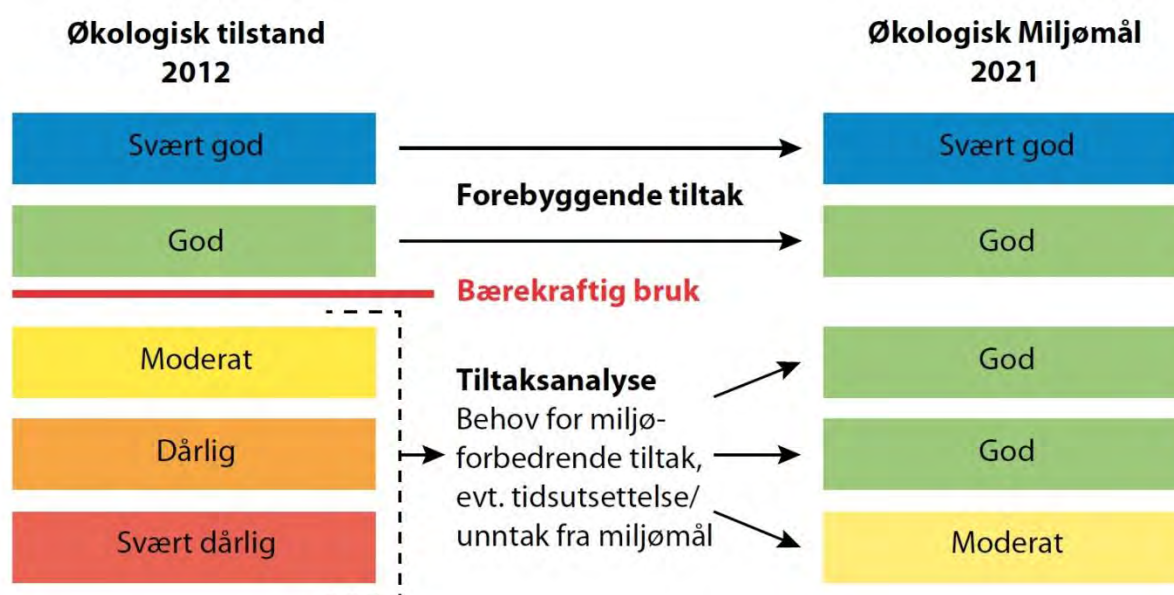 Økologisk tilstand
2012
Økologisk Miljømål
2021
Svært god
God
Moderat
Dårlig
Svært dårlig
Forebyggende tiltak
Bærekraftig bruk
Tiltaksanalyse
Behov for miljø-
forbedrende tiltak,
evt. tidsutsettelse/
unntak fra miljømål
Svært god
God
God
God
Moderat